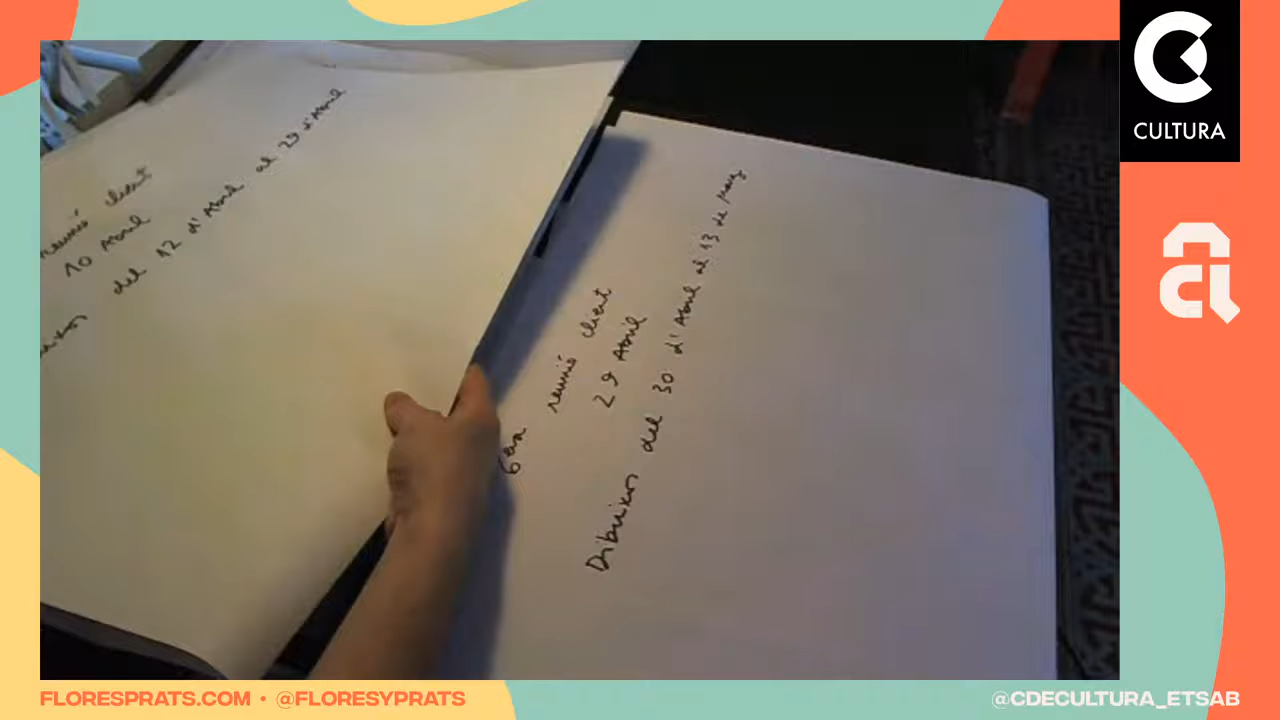 reunió client
10 Abril
del 12 d'Abril al 29 d'Abril
6ena reunió client
29 Abril
Dibuixos del 30 d'Abril al 13 de Maig
CULTURA
FLORESPRATS.COM • @FLORESYPRATS
@CDECULTURA_ETSAB